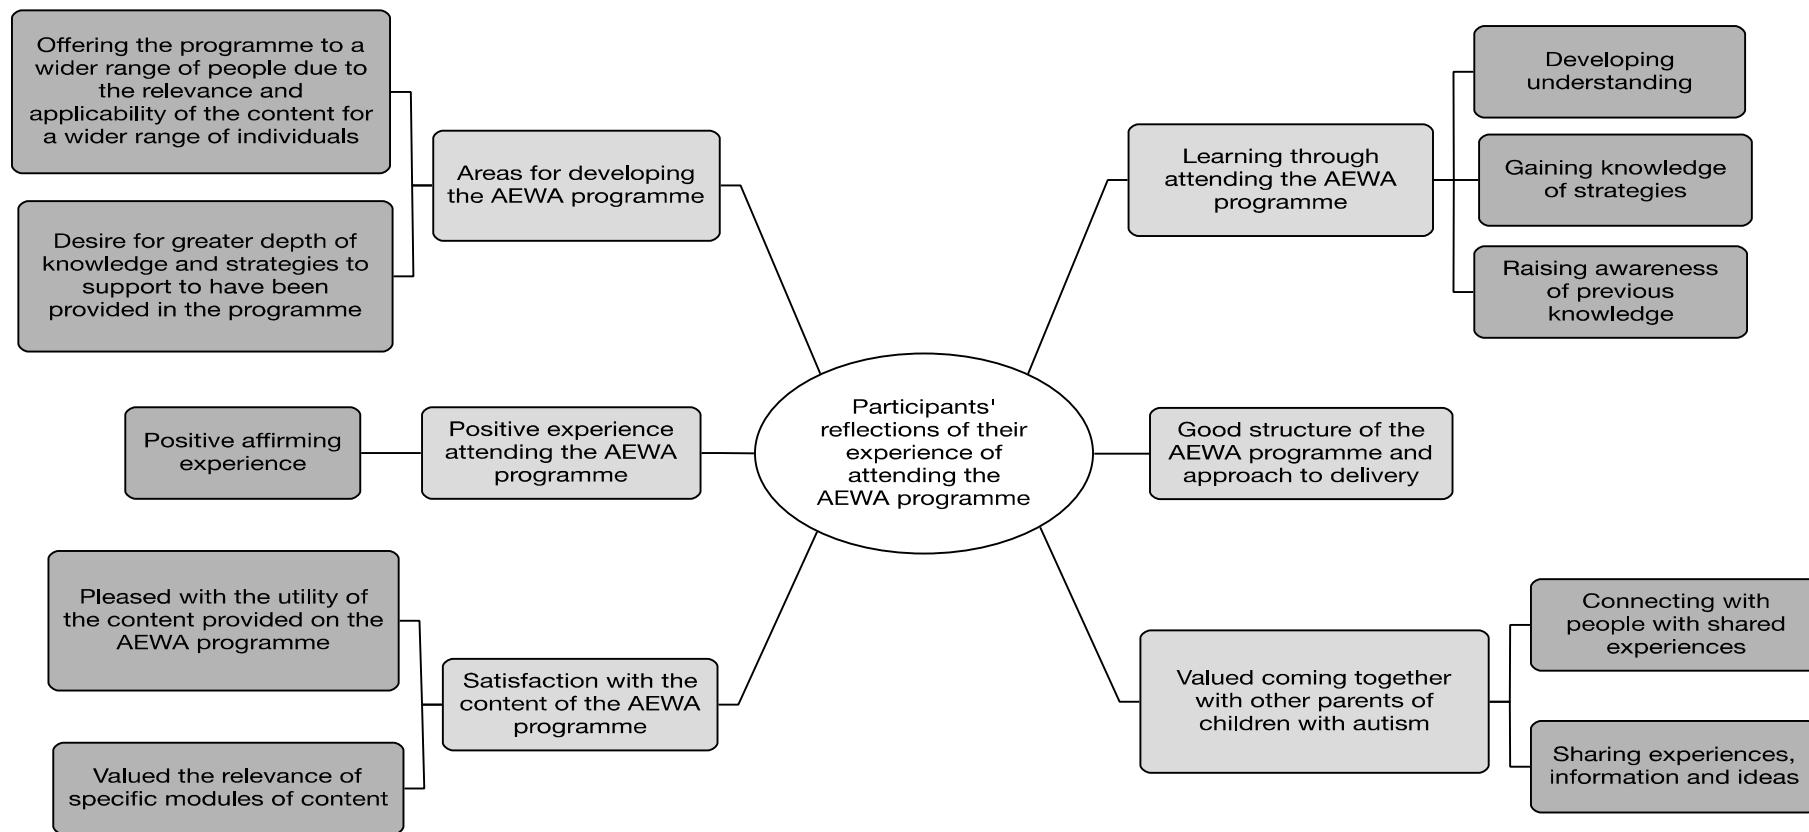 Offering the programme to a
wider range of people due to
the relevance and
applicability of the content for
a wider range of individuals
Areas for developing
the AEWA programme
Desire for greater depth of
knowledge and strategies to
support to have been
provided in the programme
Positive affirming
experience
Positive experience
attending the AEWA
programme
Pleased with the utility of
the content provided on the
AEWA programme
Satisfaction with the
content of the AEWA
programme
Valued the relevance of
specific modules of content
Participants'
reflections of their
experience of
attending the
AEWA programme
Learning through
attending the AEWA
programme
Developing
understanding
Gaining knowledge
of strategies
Raising awareness
of previous
knowledge
Good structure of the
AEWA programme and
approach to delivery
Valued coming together
with other parents of
children with autism
Connecting with
people with shared
experiences
Sharing experiences,
information and ideas